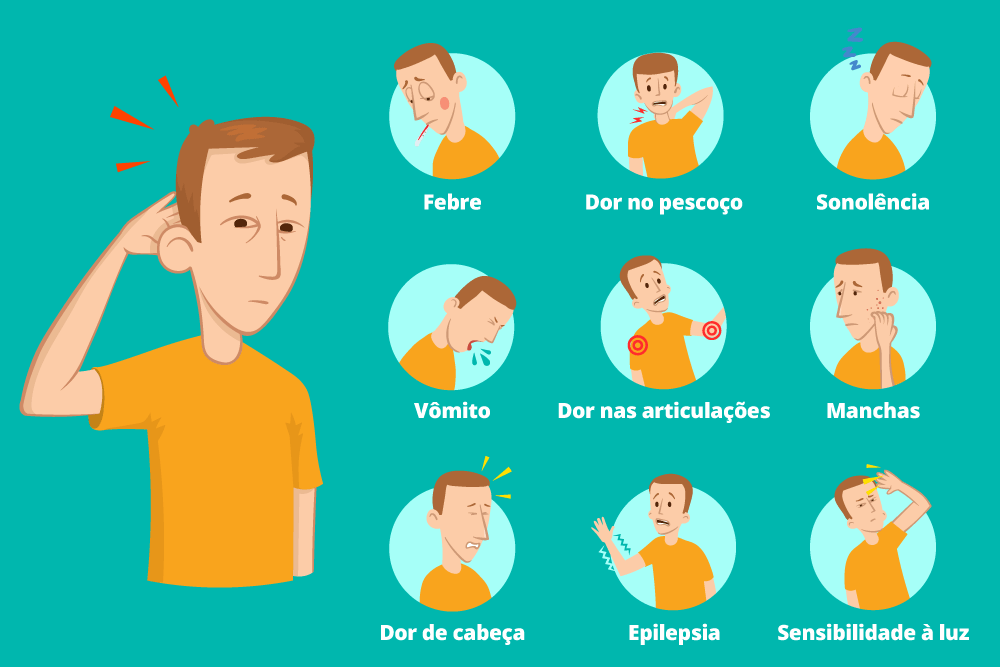 Febre
Dor no pescoço
Sonolência
Vômito
Dor nas articulações
Manchas
Dor de cabeça
Epilepsia
Sensibilidade à luz